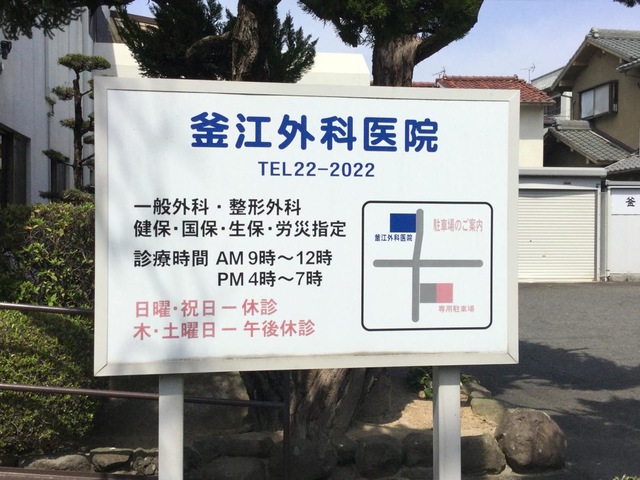 釜江外科医院
TEL22-2022
一般外科・整形外科
健保・国保・生保・労災指定
診療時間 AM 9時〜12時
PM 4時〜7時
日曜・祝日ー休診
木・土曜日ー午後休診
駐車場のご案内
釜江外科医院
専用駐車場
釜